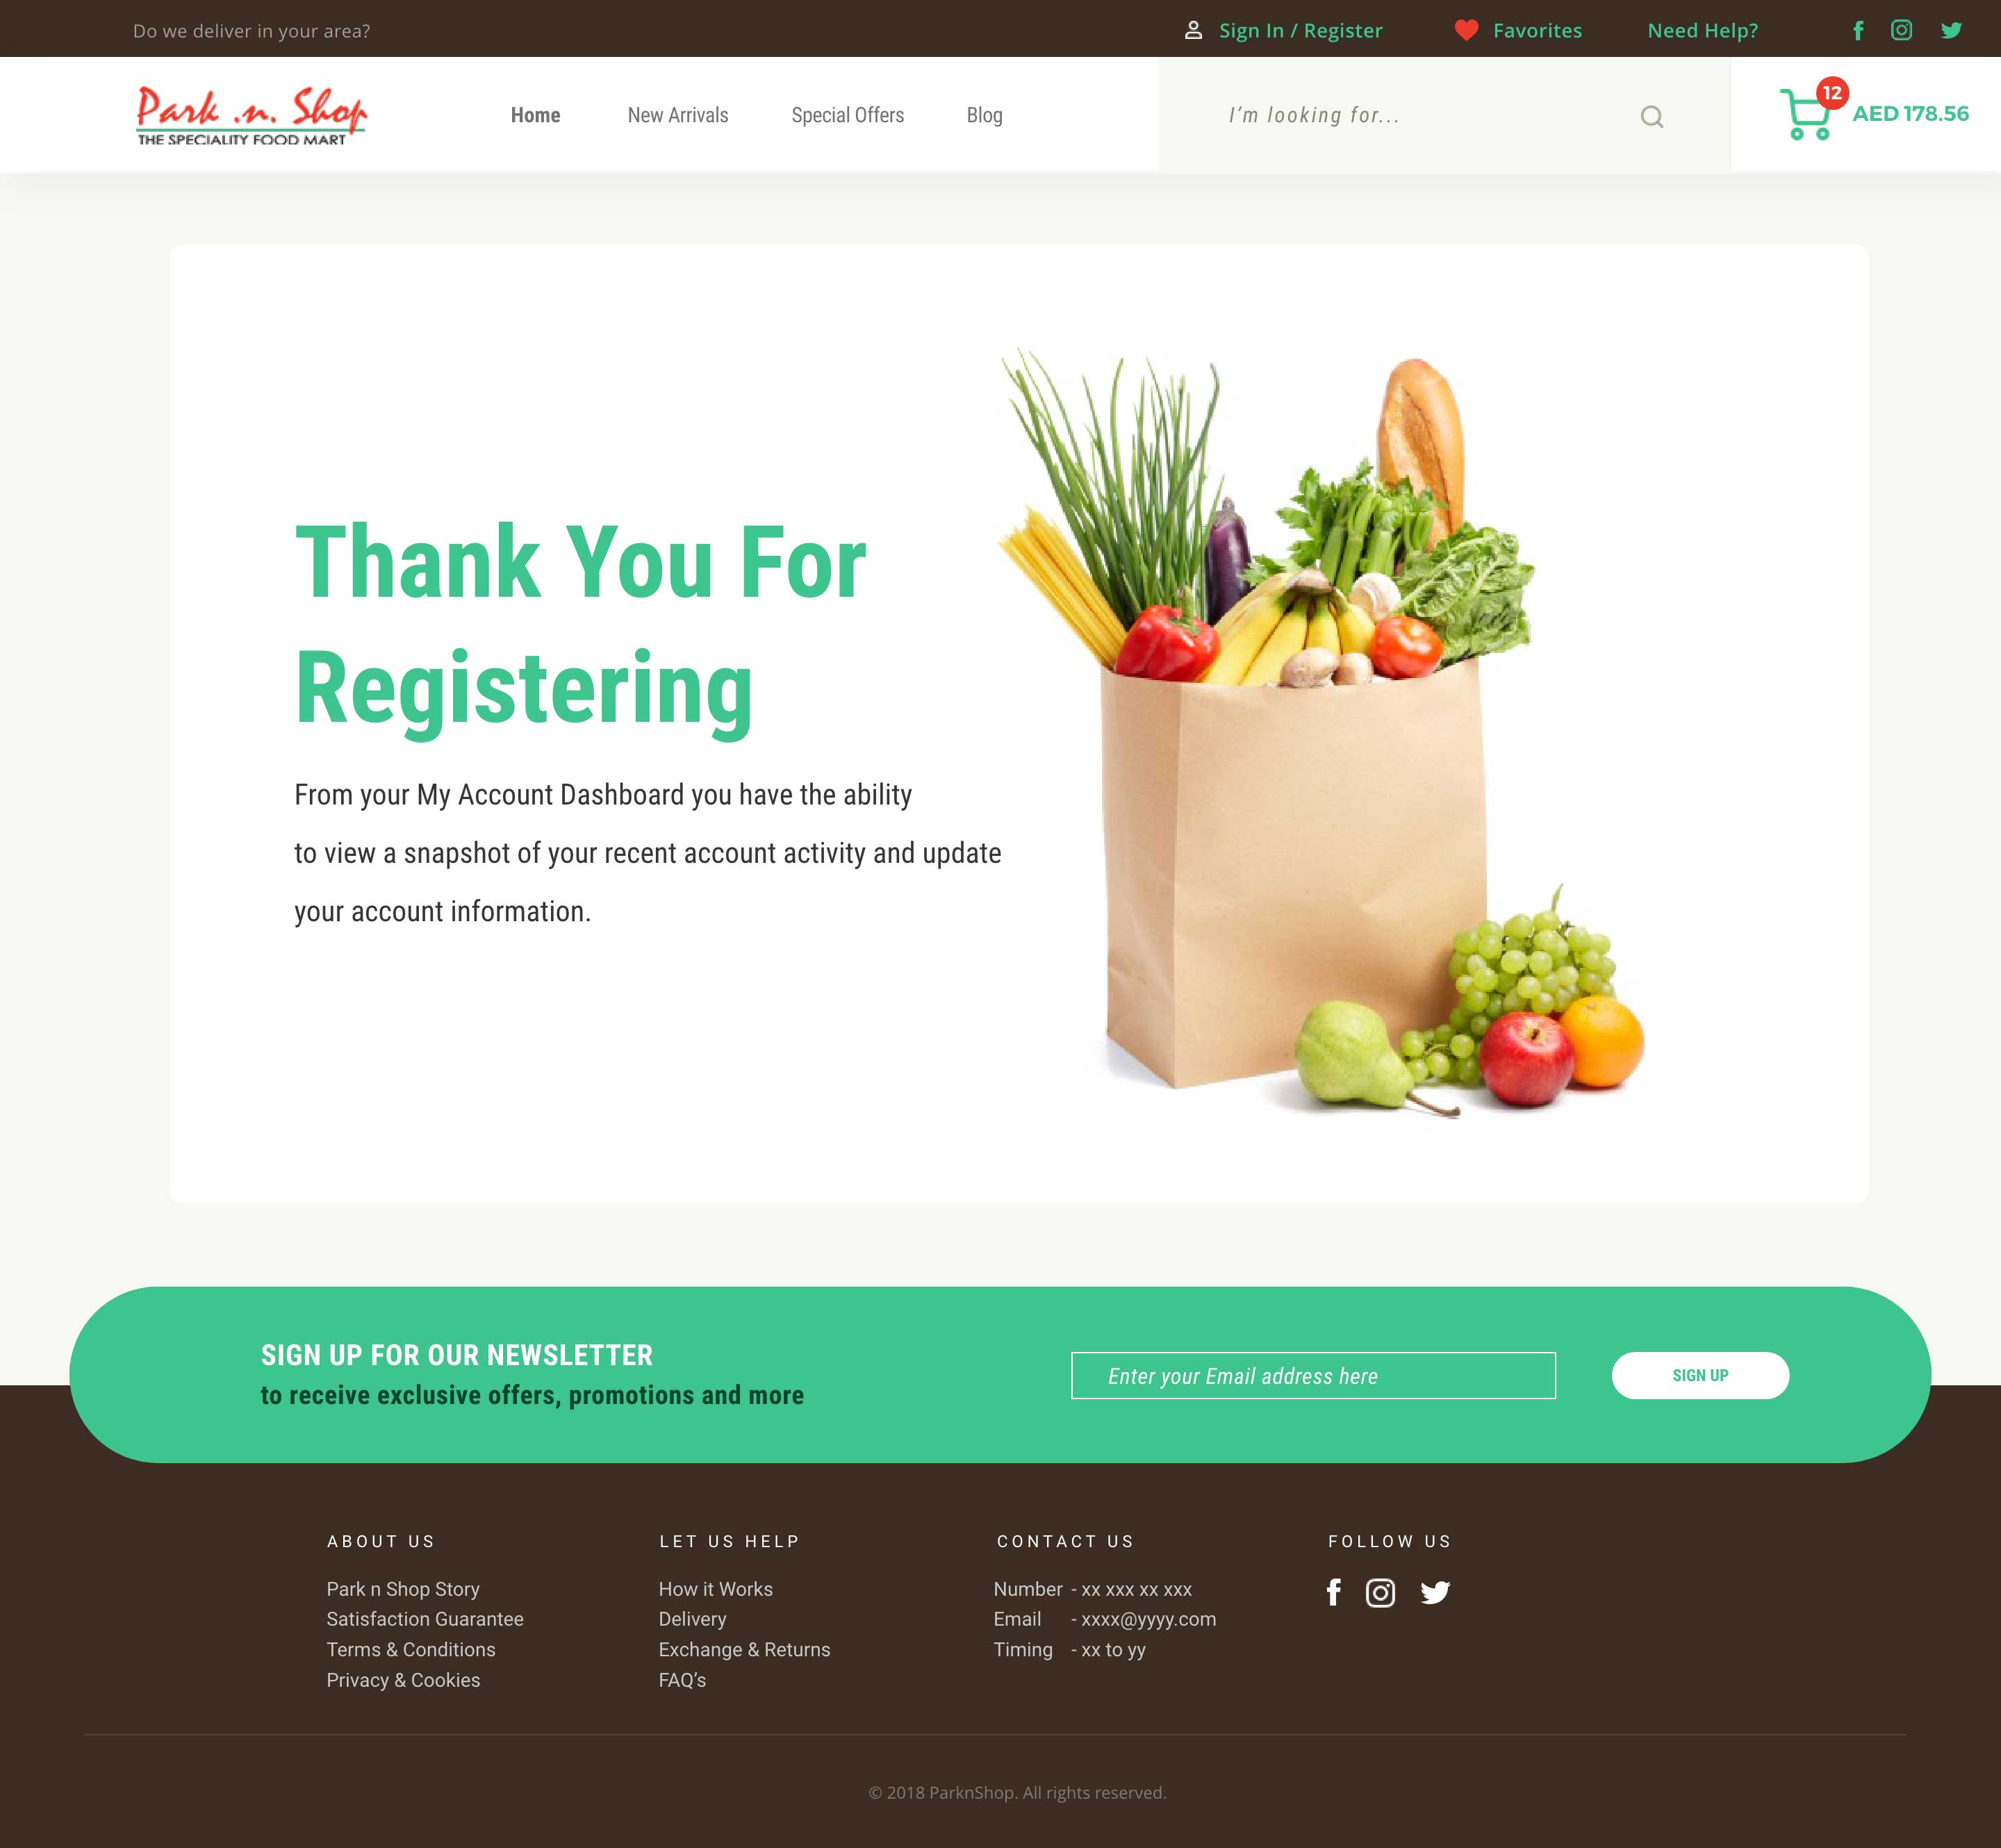 Do we deliver in your area?
Sign In / Register
Favorites
Need Help?
Park .n. Shop
THE SPECIALITY FOOD MART
Home
New Arrivals
Special Offers
Blog
I'm looking for...
12
AED 178.56
Thank You For
Registering
From your My Account Dashboard you have the ability
to view a snapshot of your recent account activity and update
your account information.
SIGN UP FOR OUR NEWSLETTER
to receive exclusive offers, promotions and more
Enter your Email address here
SIGN UP
ABOUT US
Park n Shop Story
Satisfaction Guarantee
Terms & Conditions
Privacy & Cookies
LET US HELP
How it Works
Delivery
Exchange & Returns
FAQ's
CONTACT US
Number - xx xxx xx xxx
Email - xxxx@yyyy.com
Timing - xx to yy
FOLLOW US
© 2018 ParknShop. All rights reserved.